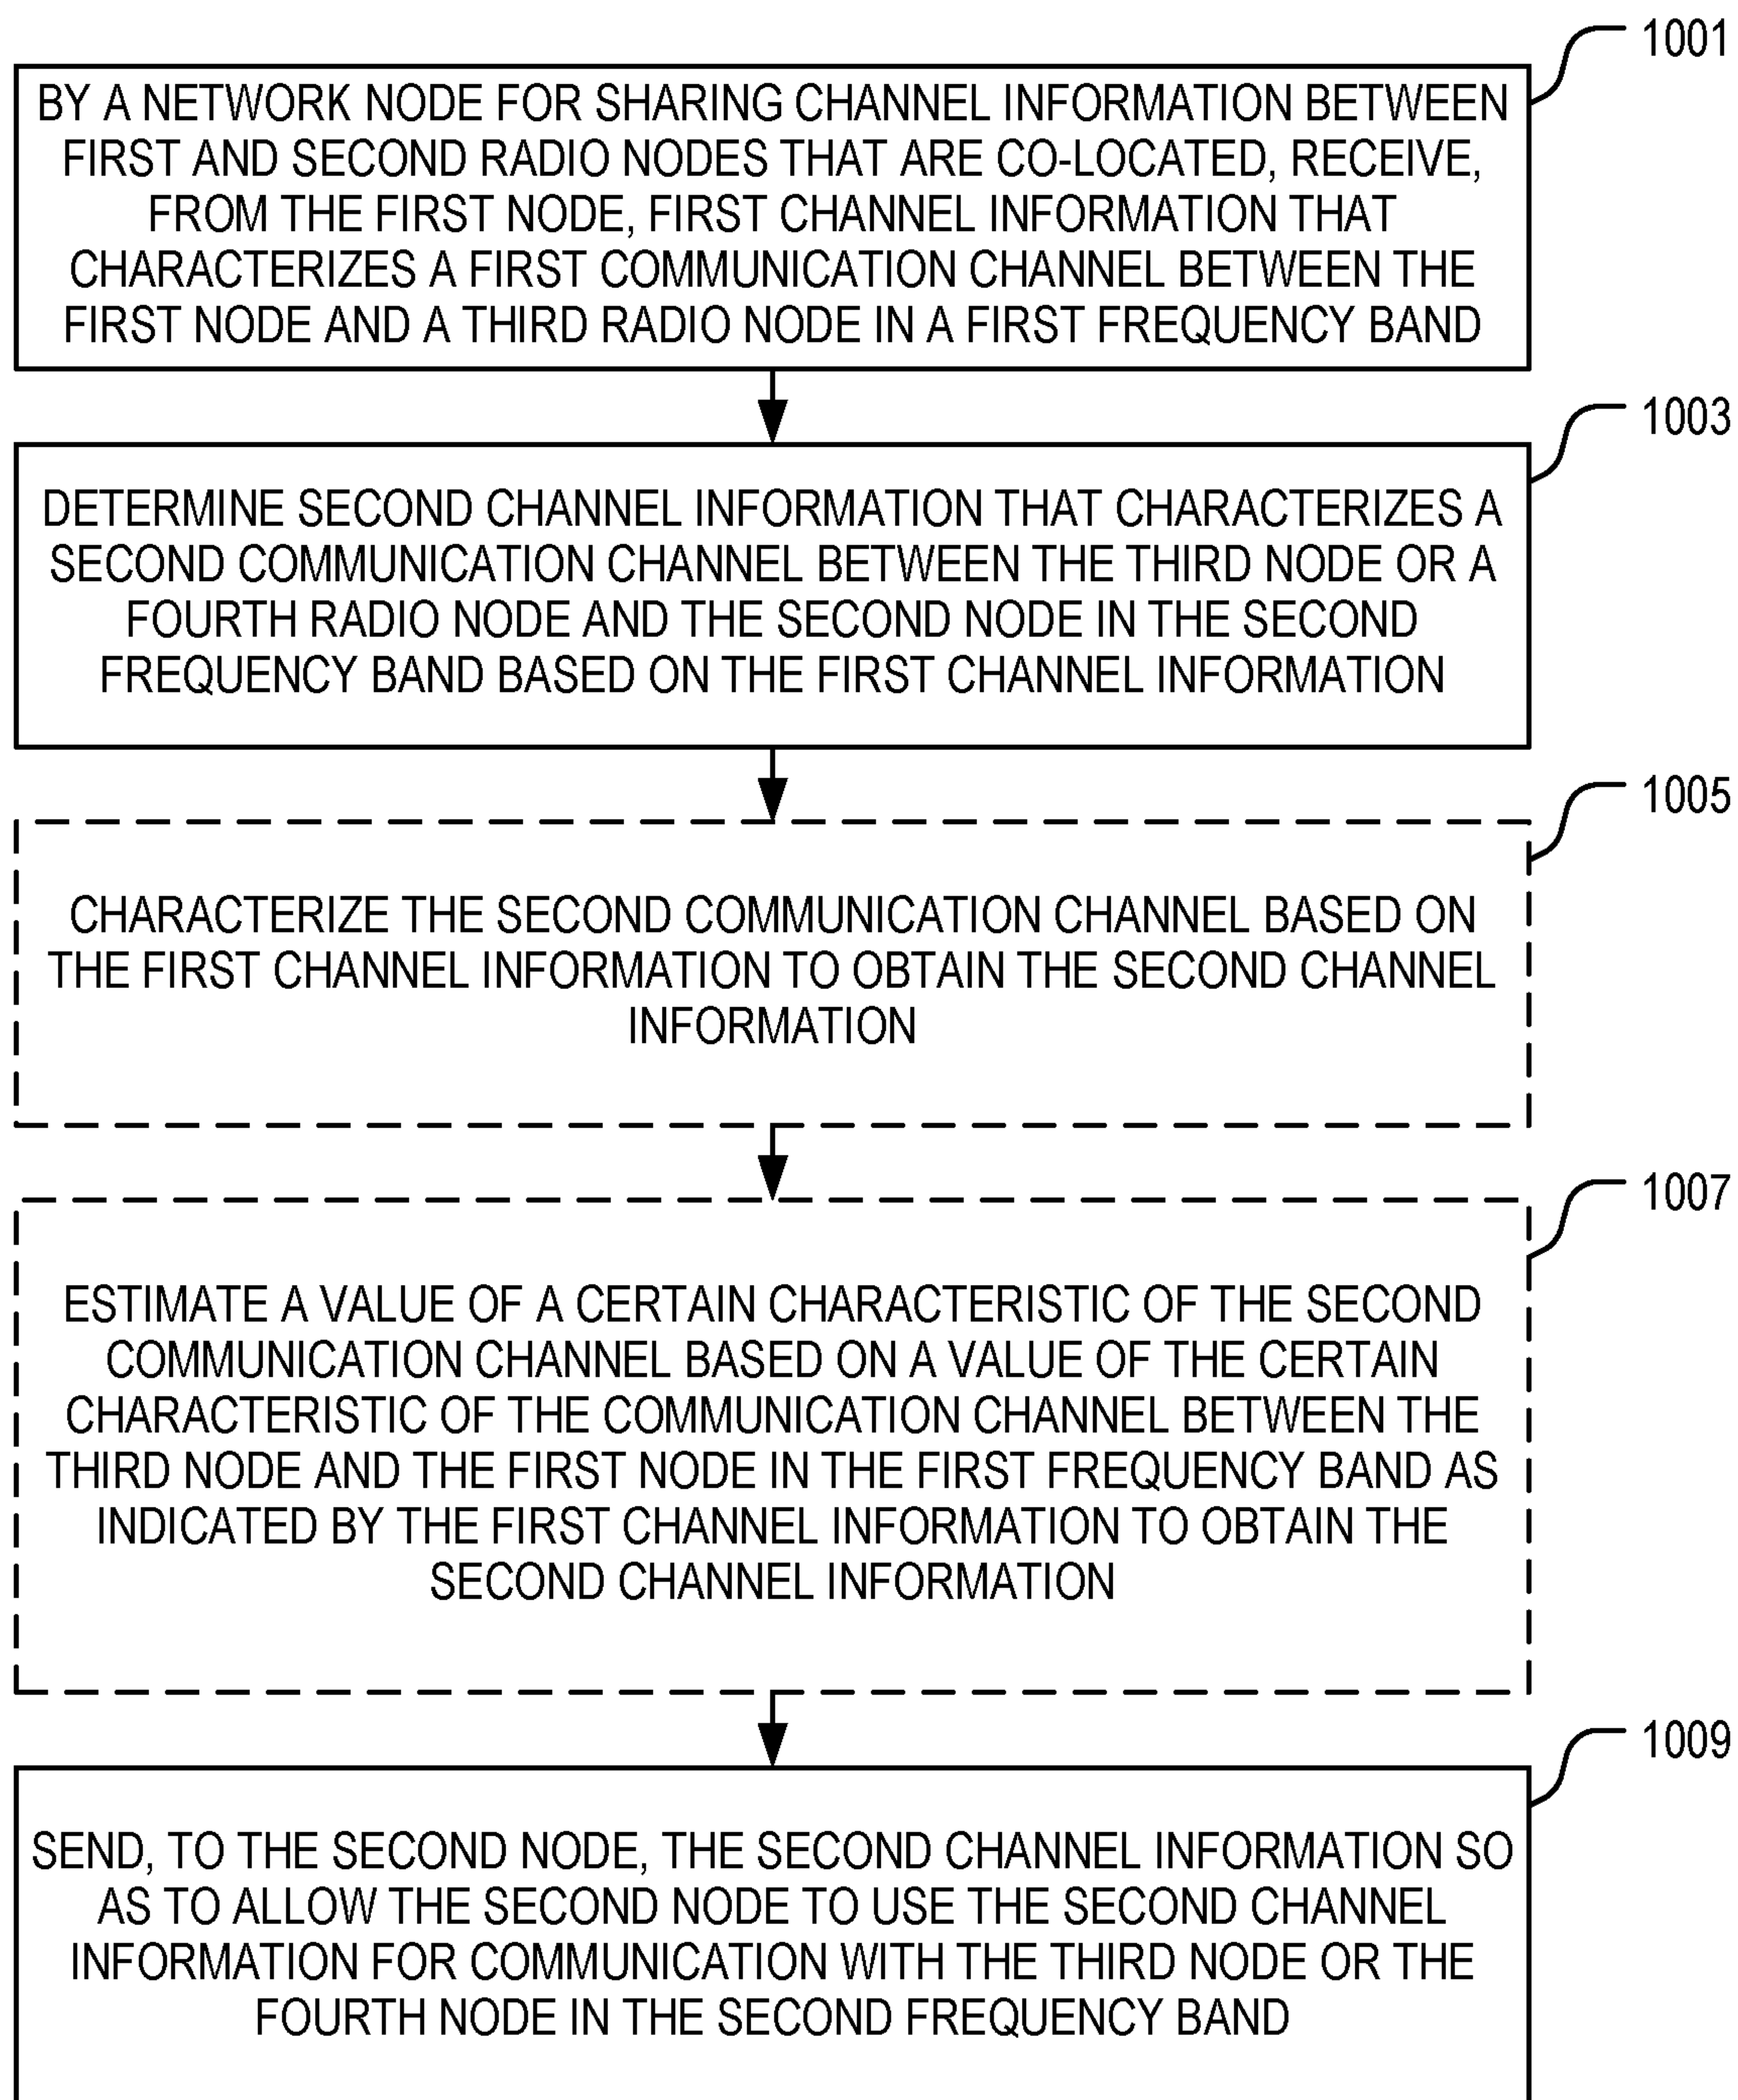 1001
BY A NETWORK NODE FOR SHARING CHANNEL INFORMATION BETWEEN
FIRST AND SECOND RADIO NODES THAT ARE CO-LOCATED, RECEIVE,
FROM THE FIRST NODE, FIRST CHANNEL INFORMATION THAT
CHARACTERIZES A FIRST COMMUNICATION CHANNEL BETWEEN THE
FIRST NODE AND A THIRD RADIO NODE IN A FIRST FREQUENCY BAND
1003
DETERMINE SECOND CHANNEL INFORMATION THAT CHARACTERIZES A
SECOND COMMUNICATION CHANNEL BETWEEN THE THIRD NODE OR A
FOURTH RADIO NODE AND THE SECOND NODE IN THE SECOND
FREQUENCY BAND BASED ON THE FIRST CHANNEL INFORMATION
1005
CHARACTERIZE THE SECOND COMMUNICATION CHANNEL BASED ON
THE FIRST CHANNEL INFORMATION TO OBTAIN THE SECOND CHANNEL
INFORMATION
1007
ESTIMATE A VALUE OF A CERTAIN CHARACTERISTIC OF THE SECOND
COMMUNICATION CHANNEL BASED ON A VALUE OF THE CERTAIN
CHARACTERISTIC OF THE COMMUNICATION CHANNEL BETWEEN THE
THIRD NODE AND THE FIRST NODE IN THE FIRST FREQUENCY BAND AS
INDICATED BY THE FIRST CHANNEL INFORMATION TO OBTAIN THE
SECOND CHANNEL INFORMATION
1009
SEND, TO THE SECOND NODE, THE SECOND CHANNEL INFORMATION SO
AS TO ALLOW THE SECOND NODE TO USE THE SECOND CHANNEL
INFORMATION FOR COMMUNICATION WITH THE THIRD NODE OR THE
FOURTH NODE IN THE SECOND FREQUENCY BAND